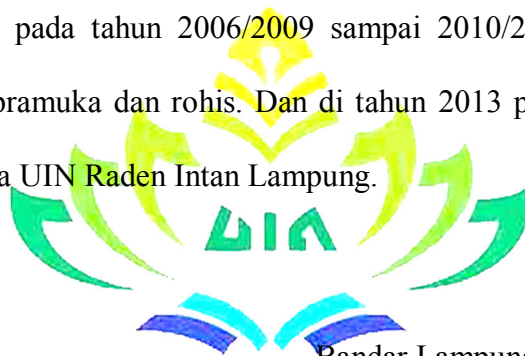 pada tahun 2006/2009 sampai 2010/2
pramuka dan rohis. Dan di tahun 2013 p
a UIN Raden Intan Lampung.
UIN
Bandar Lampung